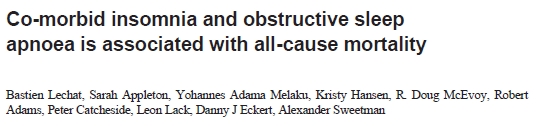 Co-morbid insomnia and obstructive sleep
apnoea is associated with all-cause mortality
Bastien Lechat, Sarah Appleton, Yohannes Adama Melaku, Kristy Hansen, R. Doug McEvoy, Robert
Adams, Peter Catcheside, Leon Lack, Danny J Eckert, Alexander Sweetman